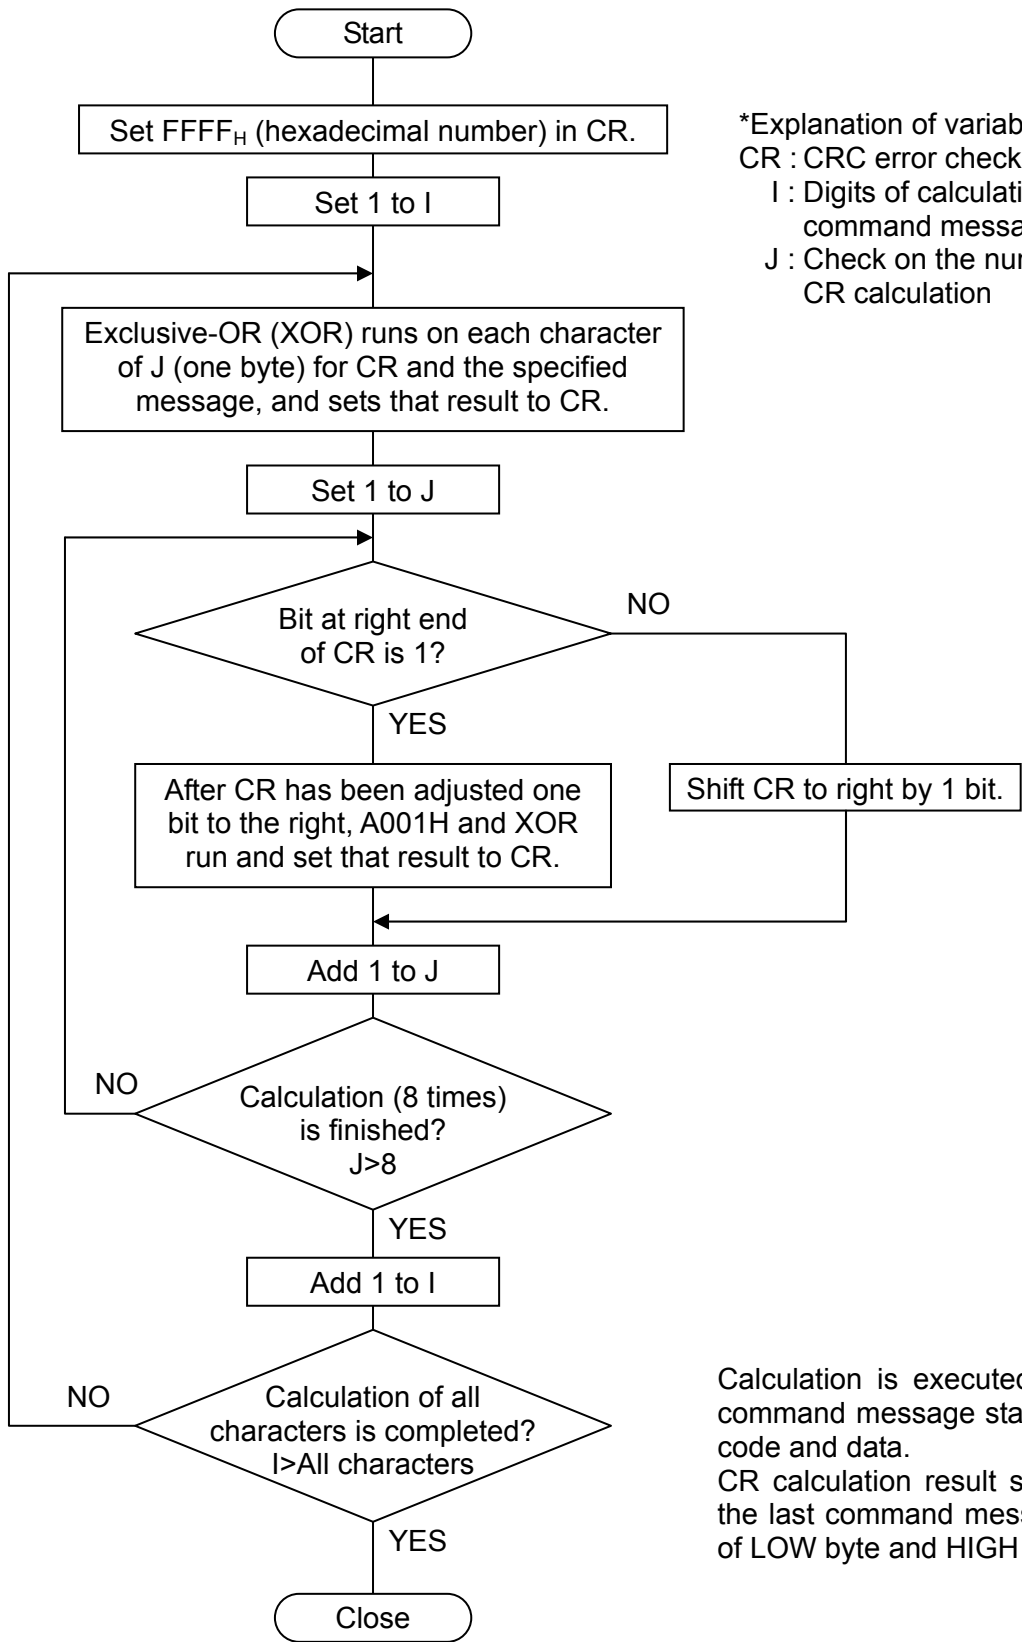 Start
Set FFFFH (hexadecimal number) in CR.
*Explanation of
CR : CRC error check
Set 1 to I
I : Digits of
command
J : Check on the
CR calculation
Exclusive-OR (XOR) runs on each character
of J (one byte) for CR and the specified
message, and sets that result to CR.
Set 1 to J
Bit at right end
of CR is 1?
NO
YES
After CR has been adjusted one
bit to the right, A001H and XOR
run and set that result to CR.
Shift CR to right by 1 bit.
Add 1 to J
NO
Calculation (8 times)
is finished?
J>8
YES
Add 1 to I
NO
Calculation of all
characters is completed?
I>All characters
YES
Close
Calculation is executed
command message
code and data.
CR calculation result
the last command
of LOW byte and HIGH